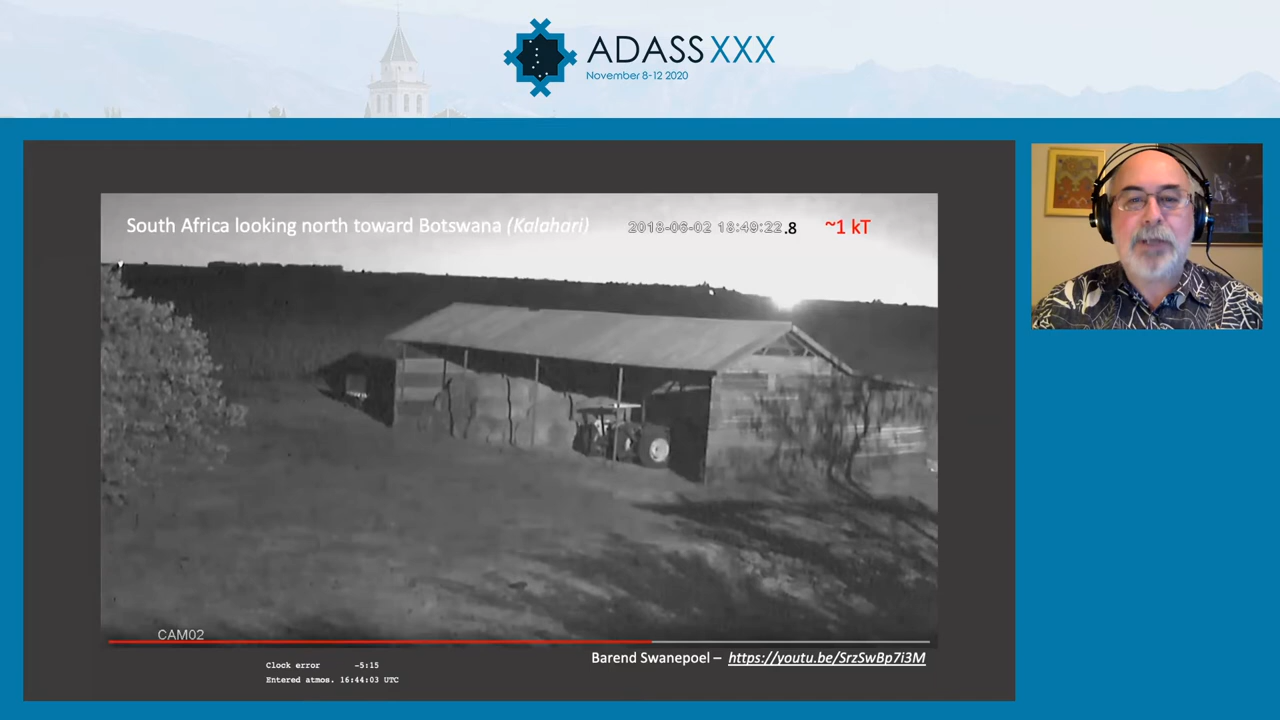 ADASS XXX
November 8-12 2020
South Africa looking north toward Botswana (Kalahari) 2018-06-02 18:49:22.8 ~1 kT
CAM02
Barend Swanepoel – https://youtu.be/SrzSwBp7i3M
Clock error -5:15
Entered atmos. 16:44:03 UTC